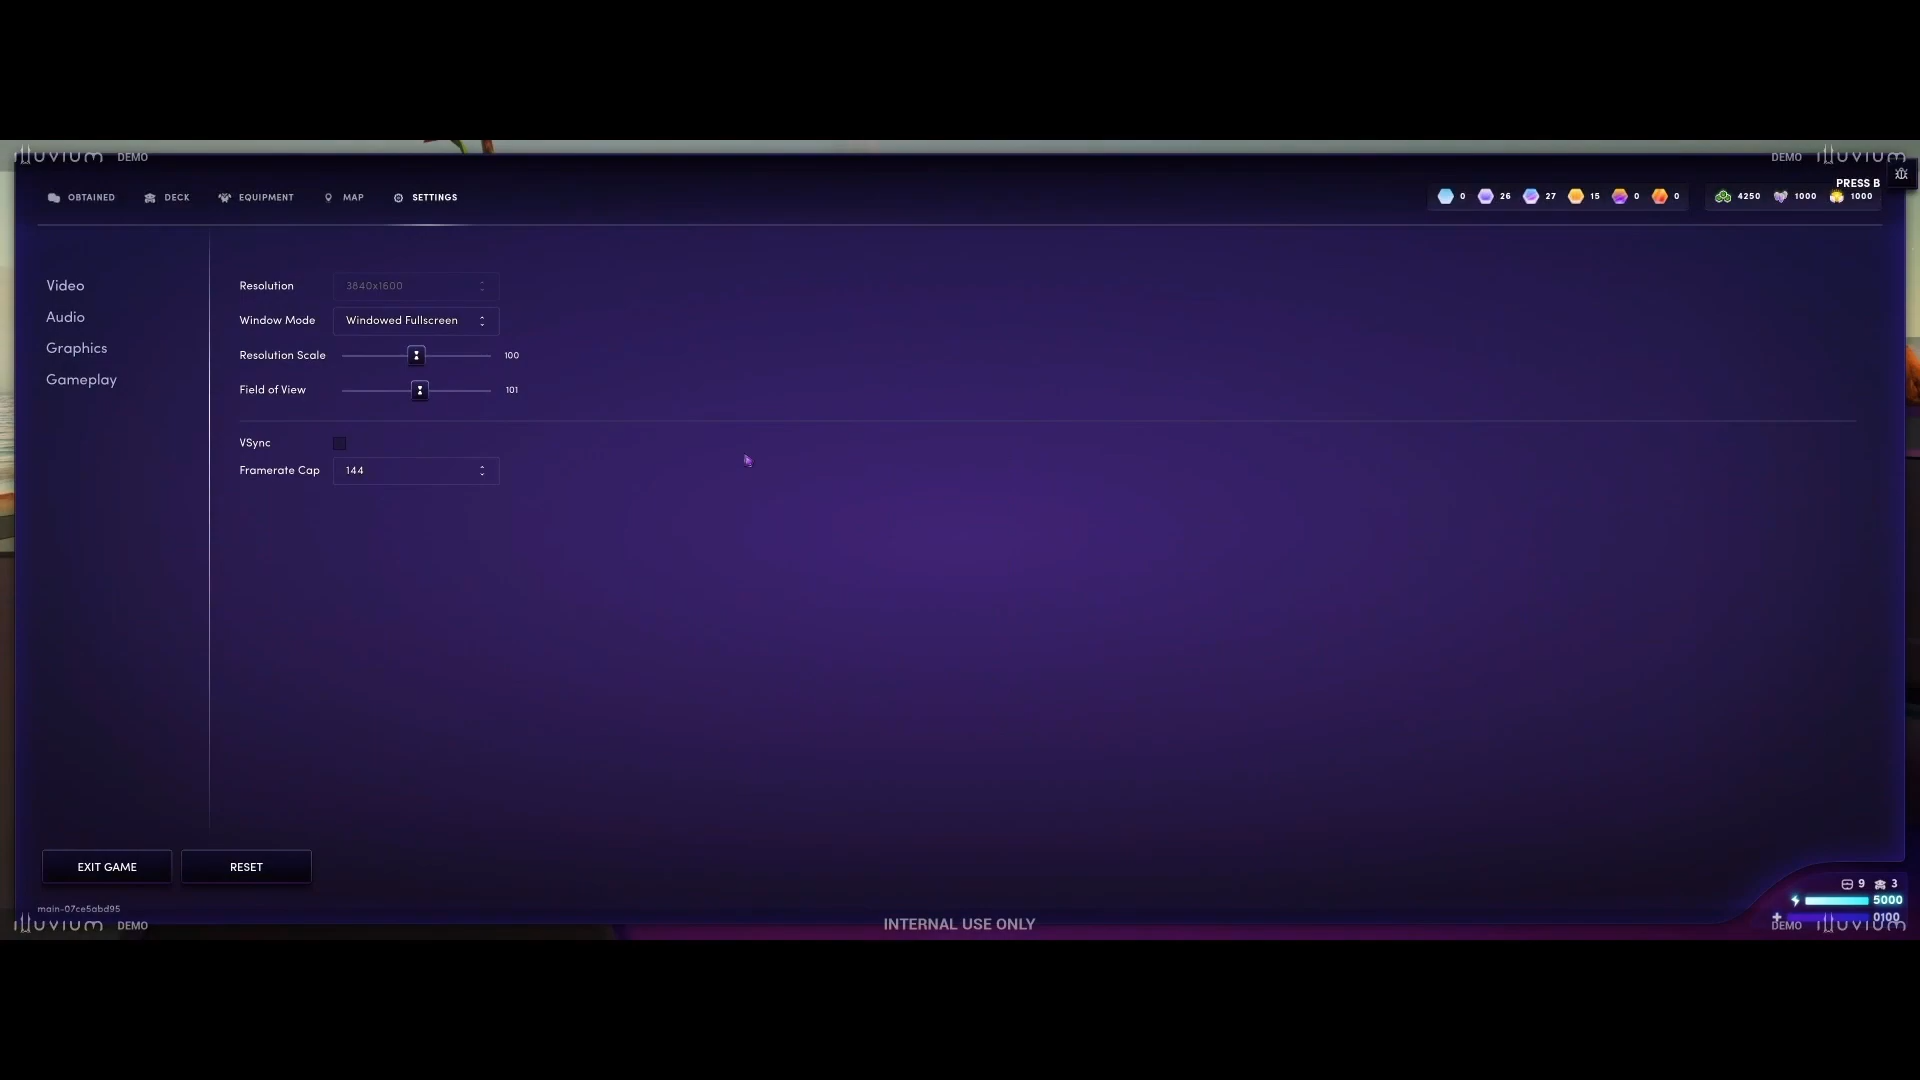 ILLUVIUM DEMO
DEMO ILLUVIUM
PRESS B
OBTAINED DECK EQUIPMENT MAP SETTINGS 0 26 27 15 0 0 4250 1000 1000
Video
Audio
Graphics
Gameplay
Resolution 3840x1600
Window Mode Windowed Fullscreen
Resolution Scale 100
Field of View 101
VSync
Framerate Cap 144
EXIT GAME RESET
9 3
5000
0100
main-07ce5abd95
ILLUVIUM DEMO
INTERNAL USE ONLY
DEMO ILLUVIUM